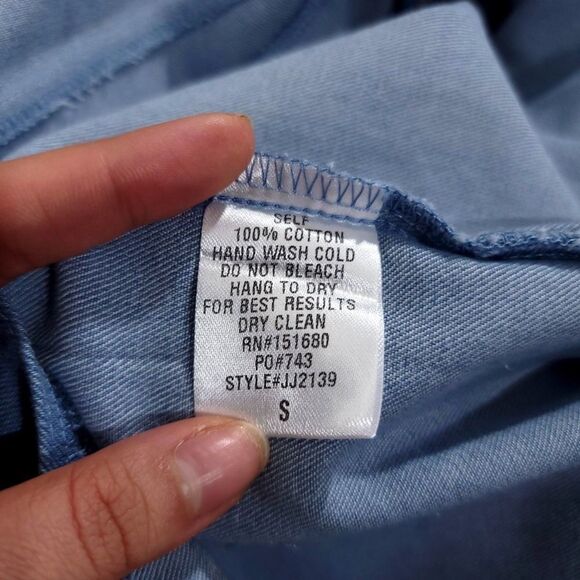 SELF
100% COTTON
HAND WASH COLD
DO NOT BLEACH
HANG TO DRY
FOR BEST RESULTS
DRY CLEAN
RN#151680
PO#743
STYLE#JJ2139
S